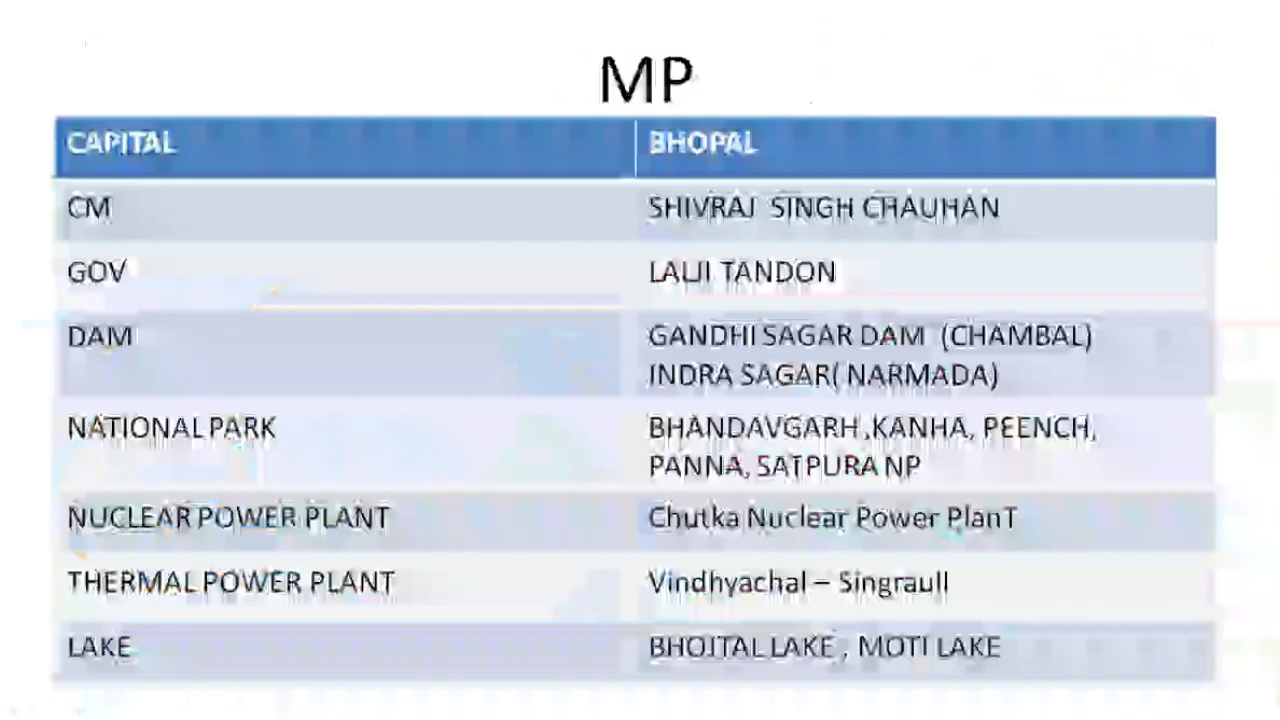 MP
CAPITAL BHOPAL
CM SHIVRAJ SINGH CHAUHAN
GOV LALJI TANDON
DAM GANDHI SAGAR DAM (CHAMBAL)
INDRA SAGAR( NARMADA)
NATIONAL PARK BHANDAVGARH ,KANHA, PEENCH,
PANNA, SATPURA NP
NUCLEAR POWER PLANT Chutka Nuclear Power PlanT
THERMAL POWER PLANT Vindhyachal – Singrauli
LAKE BHOJTAL LAKE , MOTI LAKE